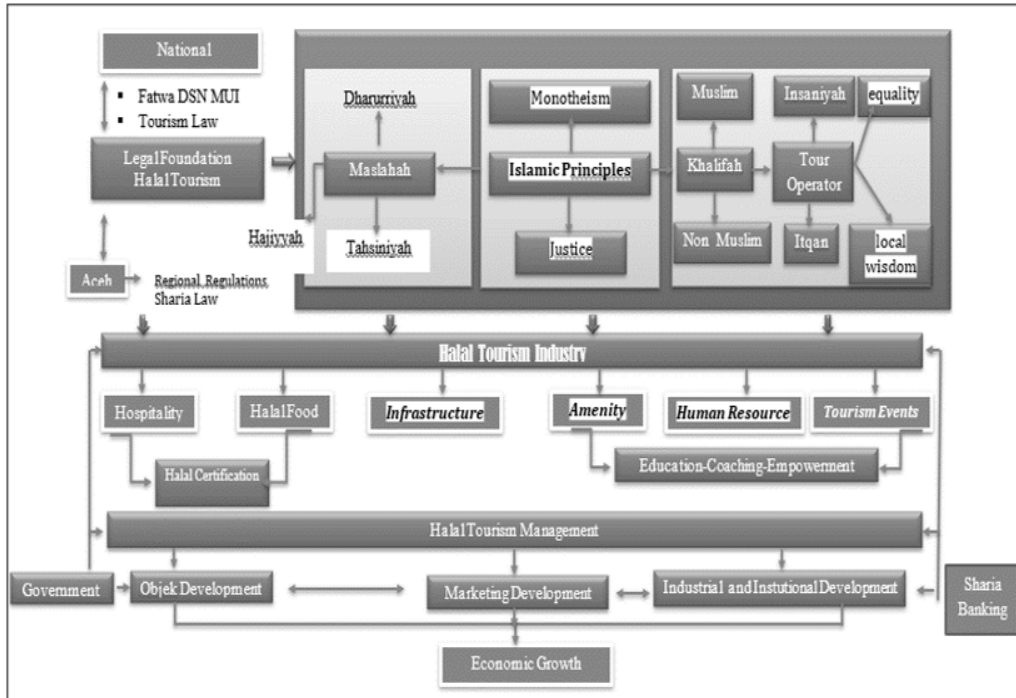 National
Fatwa DSN MUI
Tourism Law
Legal Foundation
Halal Tourism
Aceh
Regional Regulations
Sharia Law
Dharurriyah
Maslahah
Hajiyyah
Tahsiniyah
Monotheism
Islamic Principles
Justice
Muslim
Khalifah
Non Muslim
Insaniyah
equality
Tour
Operator
Itqan
local
wisdom
Halal Tourism Industry
Hospitality
Halal Food
Infrastructure
Amenity
Human Resource
Tourism Events
Halal Certification
Education-Coaching-Empowerment
Halal Tourism Management
Government
Objek Development
Marketing Development
Industrial and Instutional Development
Sharia
Banking
Economic Growth